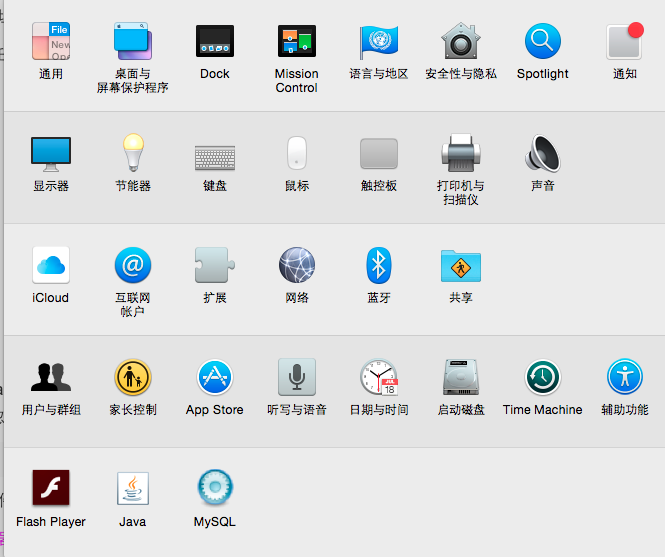 File
New
Ope
通用
桌面与
屏幕保护程序
Dock
Mission
Control
语言与地区
安全性与隐私
Spotlight
通知
显示器
节能器
键盘
鼠标
触控板
打印机与
扫描仪
声音
iCloud
互联网
帐户
扩展
网络
蓝牙
共享
用户与群组
家长控制
App Store
听写与语音
JUL
18
日期与时间
启动磁盘
Time Machine
辅助功能
Flash Player
Java
MySQL